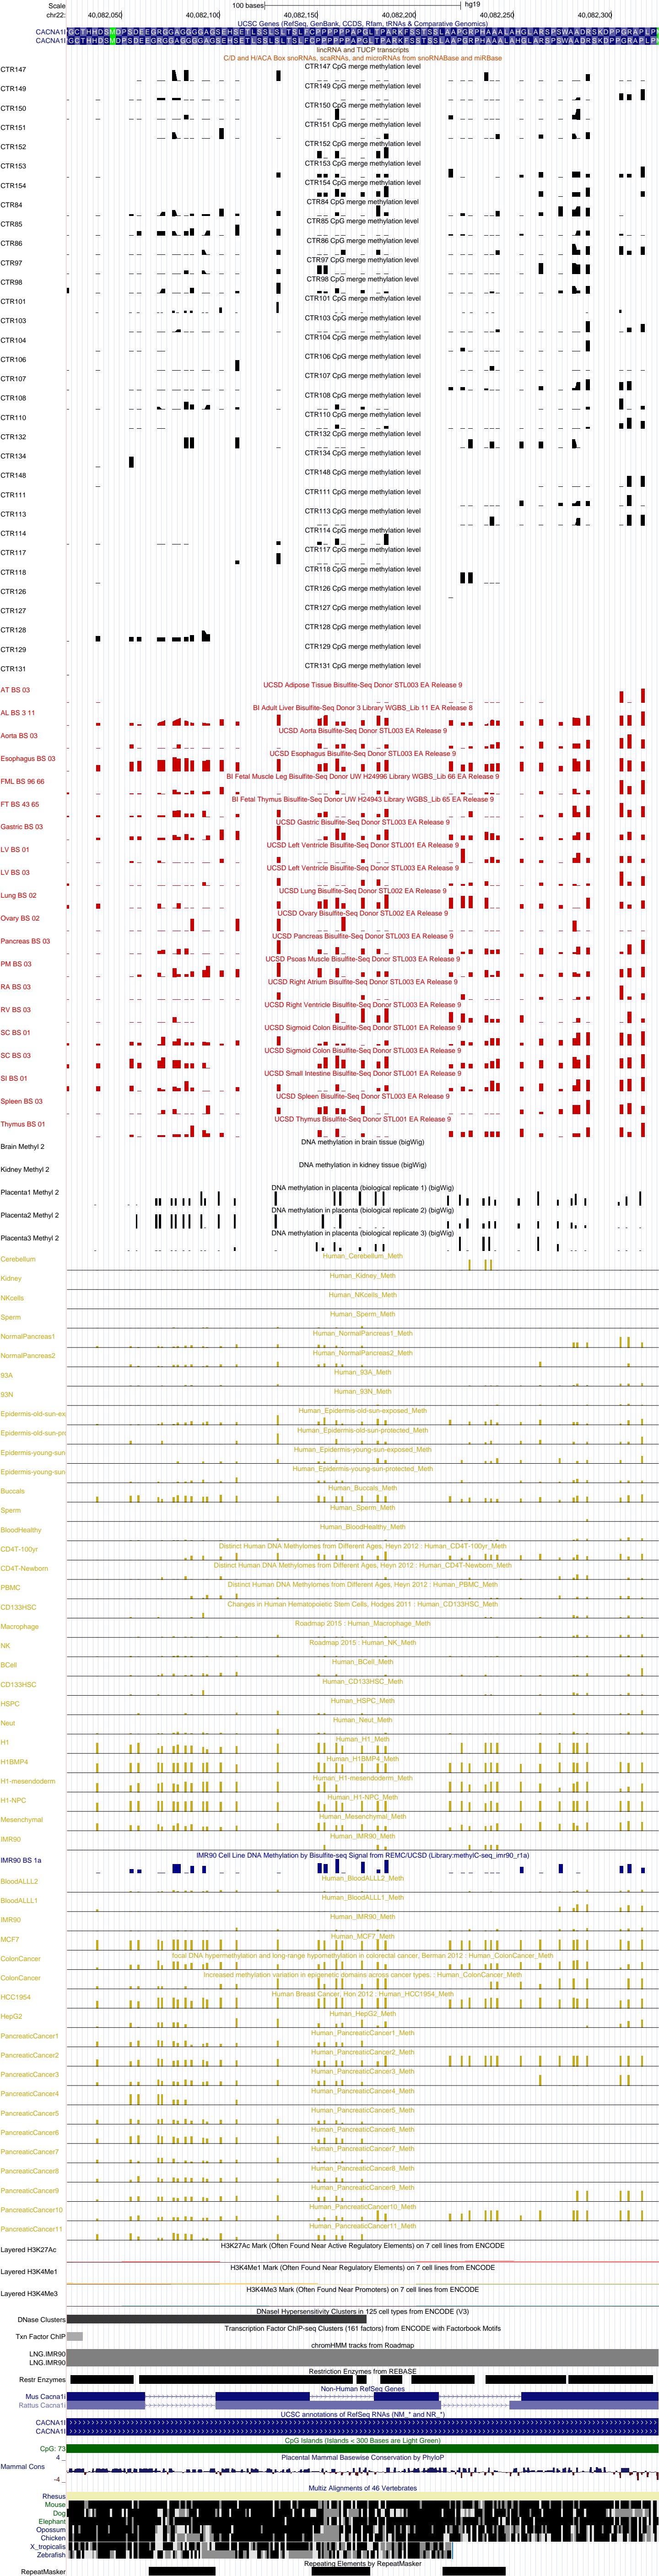 Scale 100 bases hg19
chr22: 40,082,050 40,082,100 40,082,150 40,082,200 40,082,250 40,082,300
UCSC Genes (RefSeq, GenBank, CCDS, Rfam, tRNAs & Comparative Genomics)
CACNA1I
CACNA1I
lincRNA and TUCP transcripts
C/D and H/ACA Box snoRNAs, scaRNAs, and microRNAs from snoRNABase and miRBase
CTR147 CTR147 CpG merge methylation level
CTR149 CTR149 CpG merge methylation level
CTR150 CTR150 CpG merge methylation level
CTR151 CTR151 CpG merge methylation level
CTR152 CTR152 CpG merge methylation level
CTR153 CTR153 CpG merge methylation level
CTR154 CTR154 CpG merge methylation level
CTR84 CTR84 CpG merge methylation level
CTR85 CTR85 CpG merge methylation level
CTR86 CTR86 CpG merge methylation level
CTR97 CTR97 CpG merge methylation level
CTR98 CTR98 CpG merge methylation level
CTR101 CTR101 CpG merge methylation level
CTR103 CTR103 CpG merge methylation level
CTR104 CTR104 CpG merge methylation level
CTR106 CTR106 CpG merge methylation level
CTR107 CTR107 CpG merge methylation level
CTR108 CTR108 CpG merge methylation level
CTR110 CTR110 CpG merge methylation level
CTR132 CTR132 CpG merge methylation level
CTR134 CTR134 CpG merge methylation level
CTR148 CTR148 CpG merge methylation level
CTR111 CTR111 CpG merge methylation level
CTR113 CTR113 CpG merge methylation level
CTR114 CTR114 CpG merge methylation level
CTR117 CTR117 CpG merge methylation level
CTR118 CTR118 CpG merge methylation level
CTR126 CTR126 CpG merge methylation level
CTR127 CTR127 CpG merge methylation level
CTR128 CTR128 CpG merge methylation level
CTR129 CTR129 CpG merge methylation level
CTR131 CTR131 CpG merge methylation level
AT BS 03 UCSD Adipose Tissue Bisulfite-Seq Donor STL003 EA Release 9
AL BS 3 11 BI Adult Liver Bisulfite-Seq Donor 3 Library WGBS_Lib 11 EA Release 8
Aorta BS 03 UCSD Aorta Bisulfite-Seq Donor STL003 EA Release 9
Esophagus BS 03 UCSD Esophagus Bisulfite-Seq Donor STL003 EA Release 9
FML BS 96 66 BI Fetal Muscle Leg Bisulfite-Seq Donor UW H24996 Library WGBS_Lib 66 EA Release 9
FT BS 43 65 BI Fetal Thymus Bisulfite-Seq Donor UW H24943 Library WGBS_Lib 65 EA Release 9
Gastric BS 03 UCSD Gastric Bisulfite-Seq Donor STL003 EA Release 9
LV BS 01 UCSD Left Ventricle Bisulfite-Seq Donor STL001 EA Release 9
LV BS 03 UCSD Left Ventricle Bisulfite-Seq Donor STL003 EA Release 9
Lung BS 02 UCSD Lung Bisulfite-Seq Donor STL002 EA Release 9
Ovary BS 02 UCSD Ovary Bisulfite-Seq Donor STL002 EA Release 9
Pancreas BS 03 UCSD Pancreas Bisulfite-Seq Donor STL003 EA Release 9
PM BS 03 UCSD Psoas Muscle Bisulfite-Seq Donor STL003 EA Release 9
RA BS 03 UCSD Right Atrium Bisulfite-Seq Donor STL003 EA Release 9
RV BS 03 UCSD Right Ventricle Bisulfite-Seq Donor STL003 EA Release 9
SC BS 01 UCSD Sigmoid Colon Bisulfite-Seq Donor STL001 EA Release 9
SC BS 03 UCSD Sigmoid Colon Bisulfite-Seq Donor STL003 EA Release 9
SI BS 01 UCSD Small Intestine Bisulfite-Seq Donor STL001 EA Release 9
Spleen BS 03 UCSD Spleen Bisulfite-Seq Donor STL003 EA Release 9
Thymus BS 01 UCSD Thymus Bisulfite-Seq Donor STL001 EA Release 9
Brain Methyl 2 DNA methylation in brain tissue (bigWig)
Kidney Methyl 2 DNA methylation in kidney tissue (bigWig)
Placenta1 Methyl 2 DNA methylation in placenta (biological replicate 1) (bigWig)
Placenta2 Methyl 2 DNA methylation in placenta (biological replicate 2) (bigWig)
Placenta3 Methyl 2 DNA methylation in placenta (biological replicate 3) (bigWig)
Cerebellum Human_Cerebellum_Meth
Kidney Human_Kidney_Meth
NKcells Human_NKcells_Meth
Sperm Human_Sperm_Meth
NormalPancreas1 Human_NormalPancreas1_Meth
NormalPancreas2 Human_NormalPancreas2_Meth
93A Human_93A_Meth
93N Human_93N_Meth
Epidermis-old-sun-ex Human_Epidermis-old-sun-exposed_Meth
Epidermis-old-sun-pri Human_Epidermis-old-sun-protected_Meth
Epidermis-young-sun Human_Epidermis-young-sun-exposed_Meth
Epidermis-young-sun Human_Epidermis-young-sun-protected_Meth
Buccals Human_Buccals_Meth
Sperm Human_Sperm_Meth
BloodHealthy Human_BloodHealthy_Meth
CD4T-100yr Distinct Human DNA Methylomes from Different Ages, Heyn 2012 : Human_CD4T-100yr_Meth
CD4T-Newborn Distinct Human DNA Methylomes from Different Ages, Heyn 2012 : Human_CD4T-Newborn_Meth
PBMC Distinct Human DNA Methylomes from Different Ages, Heyn 2012 : Human_PBMC_Meth
CD133HSC Changes in Human Hematopoietic Stem Cells, Hodges 2011 : Human_CD133HSC_Meth
Macrophage Roadmap 2015 : Human_Macrophage_Meth
NK Roadmap 2015 : Human_NK_Meth
BCell Human_BCell_Meth
CD133HSC Human_CD133HSC_Meth
HSPC Human_HSPC_Meth
Neut Human_Neut_Meth
H1 Human_H1_Meth
H1BMP4 Human_H1BMP4_Meth
H1-mesendoderm Human_H1-mesendoderm_Meth
H1-NPC Human_H1-NPC_Meth
Mesenchymal Human_Mesenchymal_Meth
IMR90 Human_IMR90_Meth
IMR90 BS 1a IMR90 Cell Line DNA Methylation by Bisulfite-seq Signal from REMC/UCSD (Library:methylC-seq_imr90_r1a)
BloodALLL2 Human_BloodALLL2_Meth
BloodALLL1 Human_BloodALLL1_Meth
IMR90 Human_IMR90_Meth
MCF7 Human_MCF7_Meth
ColonCancer focal DNA hypermethylation and long-range hypomethylation in colorectal cancer, Berman 2012 : Human_ColonCancer_Meth
ColonCancer Increased methylation variation in epigenetic domains across cancer types. : Human_ColonCancer_Meth
HCC1954 Human Breast Cancer, Hon 2012 : Human_HCC1954_Meth
HepG2 Human_HepG2_Meth
PancreaticCancer1 Human_PancreaticCancer1_Meth
PancreaticCancer2 Human_PancreaticCancer2_Meth
PancreaticCancer3 Human_PancreaticCancer3_Meth
PancreaticCancer4 Human_PancreaticCancer4_Meth
PancreaticCancer5 Human_PancreaticCancer5_Meth
PancreaticCancer6 Human_PancreaticCancer6_Meth
PancreaticCancer7 Human_PancreaticCancer7_Meth
PancreaticCancer8 Human_PancreaticCancer8_Meth
PancreaticCancer9 Human_PancreaticCancer9_Meth
PancreaticCancer10 Human_PancreaticCancer10_Meth
PancreaticCancer11 Human_PancreaticCancer11_Meth
Layered H3K27Ac H3K27Ac Mark (Often Found Near Active Regulatory Elements) on 7 cell lines from ENCODE
Layered H3K4Me1 H3K4Me1 Mark (Often Found Near Regulatory Elements) on 7 cell lines from ENCODE
Layered H3K4Me3 H3K4Me3 Mark (Often Found Near Promoters) on 7 cell lines from ENCODE
DNaseI Hypersensitivity Clusters in 125 cell types from ENCODE (V3)
DNase Clusters
Transcription Factor ChIP-seq Clusters (161 factors) from ENCODE with Factorbook Motifs
Txn Factor ChIP
chromHMM tracks from Roadmap
LNG.IMR90
LNG.IMR90
Restriction Enzymes from REBASE
Restr Enzymes
Non-Human RefSeq Genes
Mus Cacna1i
Rattus Cacna1i
UCSC annotations of RefSeq RNAs (NM_* and NR_*)
CACNA1I
CACNA1I
CpG Islands (Islands < 300 Bases are Light Green)
CpG: 73
4 _ Placental Mammal Basewise Conservation by PhyloP
Mammal Cons
-4 _
Multiz Alignments of 46 Vertebrates
Rhesus
Mouse
Dog
Elephant
Opossum
Chicken
X_tropicalis
Zebrafish
Repeating Elements by RepeatMasker
RepeatMasker